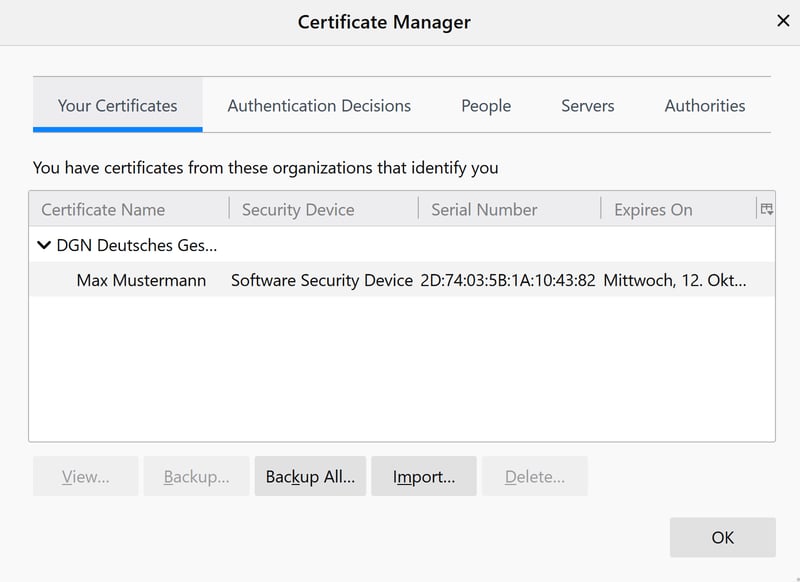 Certificate Manager
Your Certificates Authentication Decisions People Servers Authorities
You have certificates from these organizations that identify you
Certificate Name Security Device Serial Number Expires On
DGN Deutsches Ges...
Max Mustermann Software Security Device 2D:74:03:5B:1A:10:43:82 Mittwoch, 12. Okt...
View... Backup... Backup All... Import... Delete...
OK